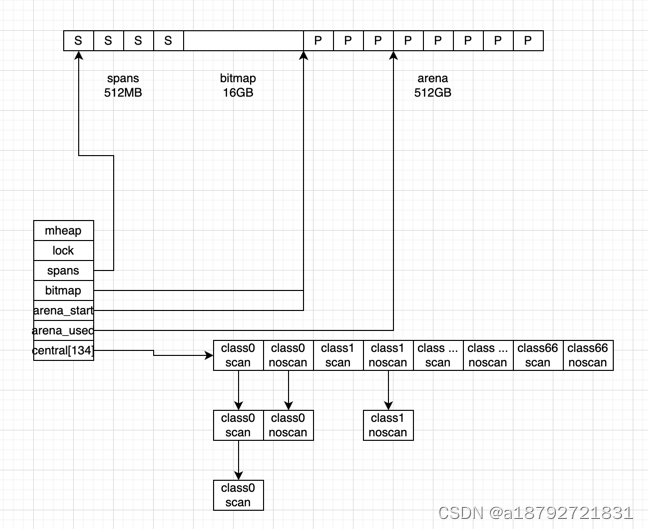 S S S S P P P P P P P P
spans bitmap arena
512MB 16GB 512GB
mheap
lock
spans
bitmap
arena_start
arena_used
central[134]
class0 class0 class1 class1 class ... class ... class66 class66
scan noscan scan noscan scan noscan scan noscan
class0 class0 class1
scan noscan noscan
class0
scan
CSDN @a18792721831